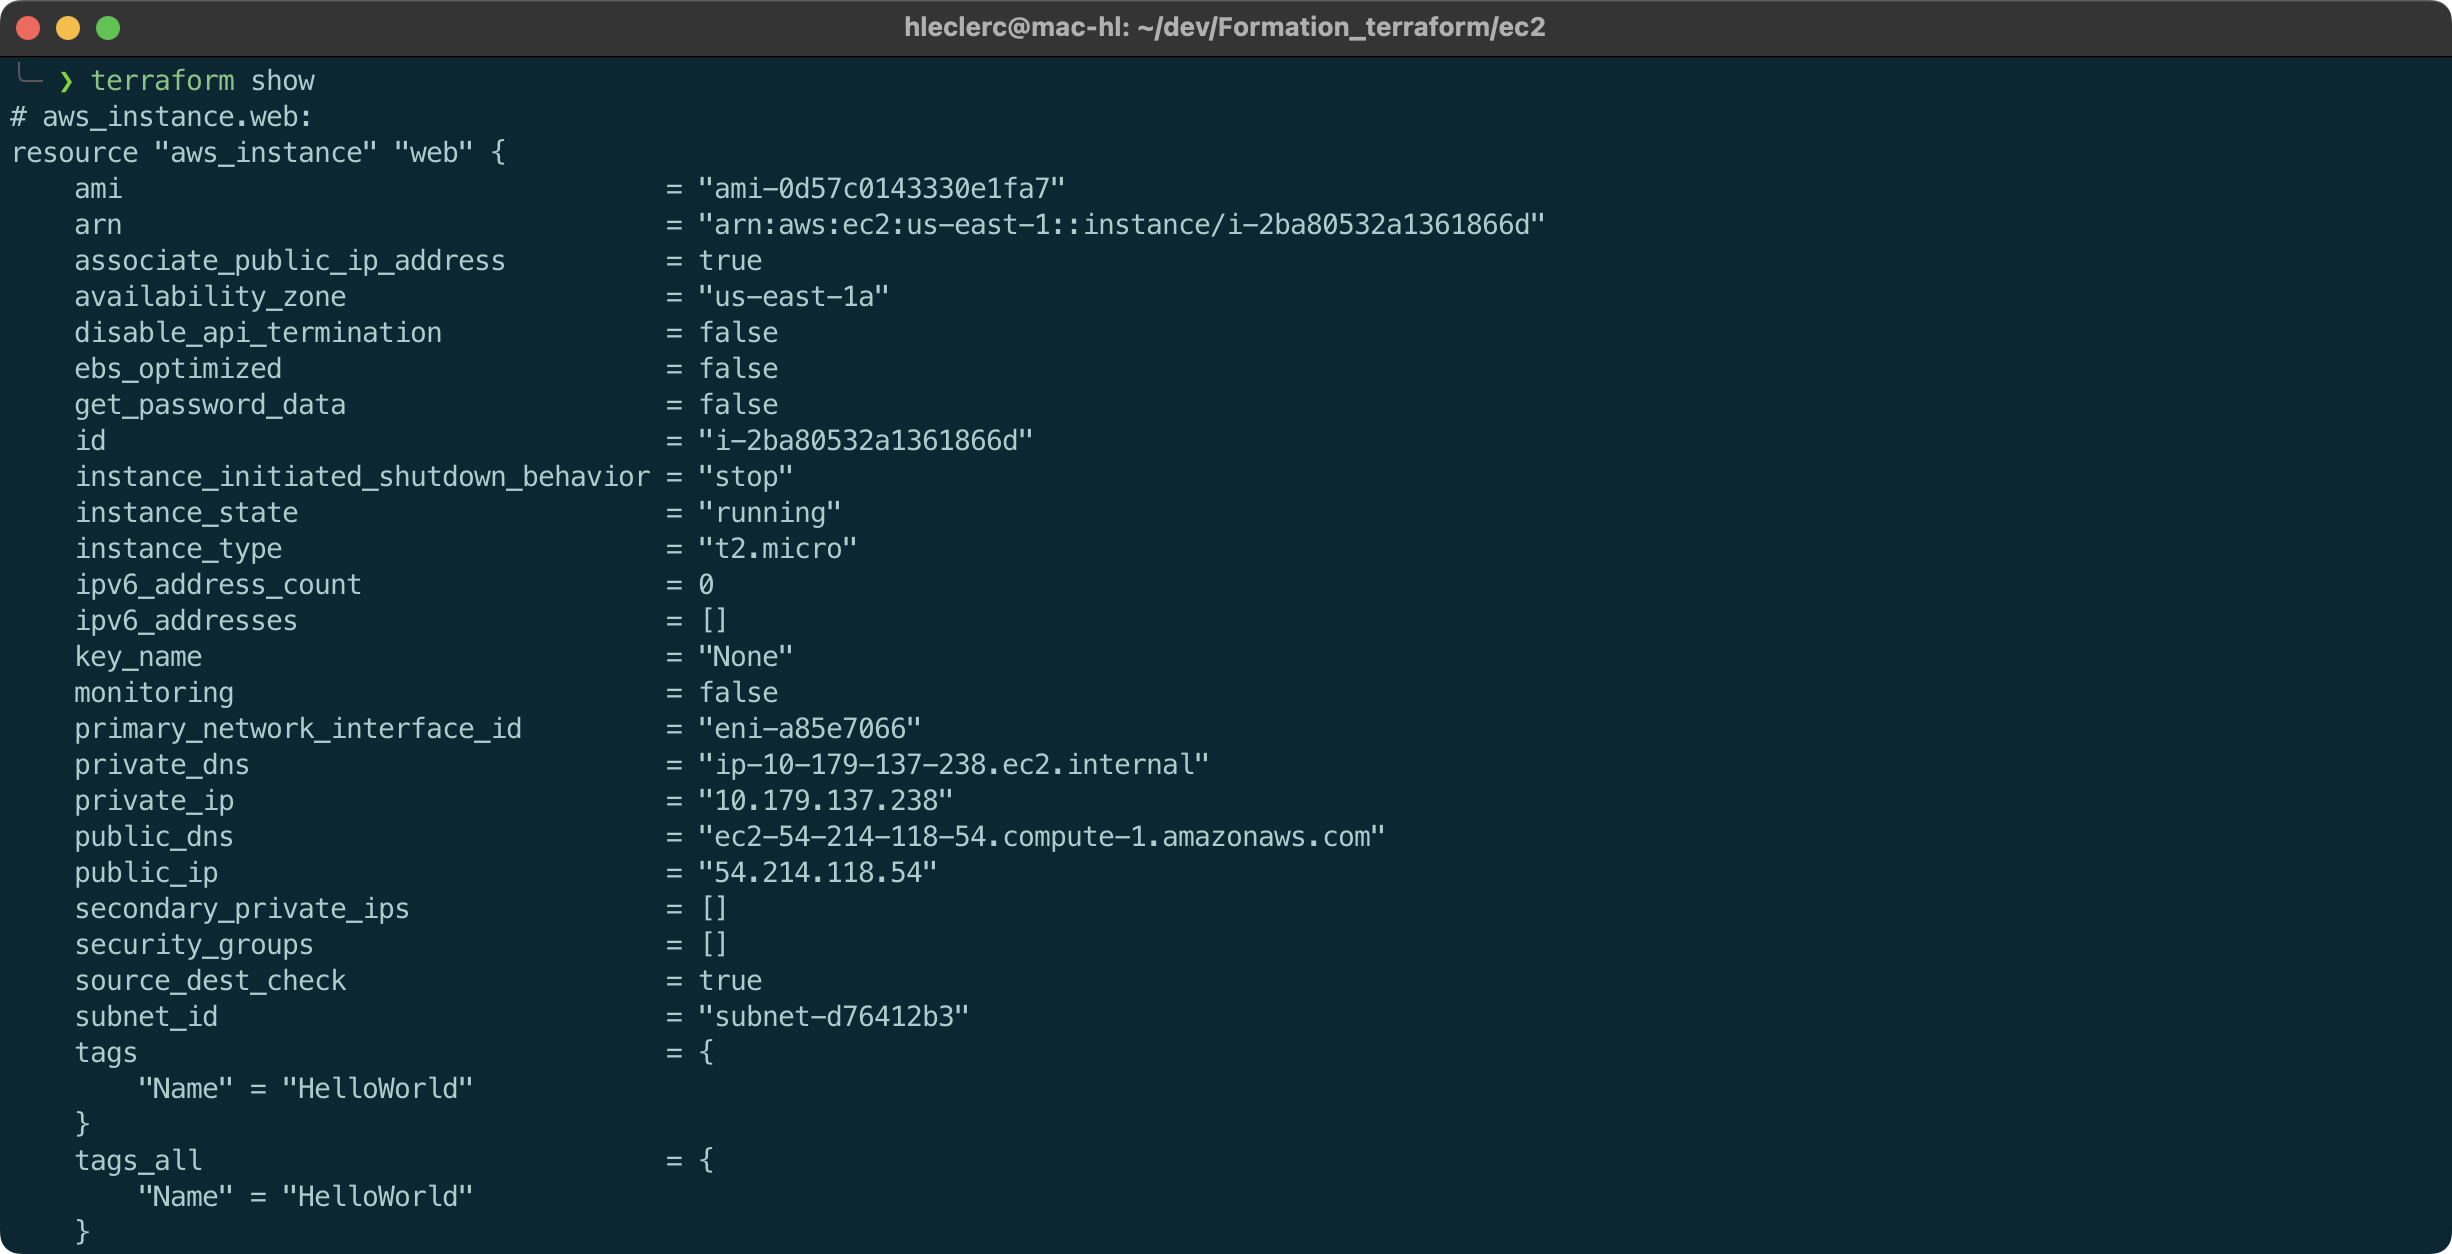 hleclerc@mac-hl: ~/dev/Formation_terraform/ec2
╰─ ❯ terraform show
# aws_instance.web:
resource "aws_instance" "web" {
    ami                                  = "ami-0d57c0143330e1fa7"
    arn                                  = "arn:aws:ec2:us-east-1::instance/i-2ba80532a1361866d"
    associate_public_ip_address          = true
    availability_zone                    = "us-east-1a"
    disable_api_termination              = false
    ebs_optimized                        = false
    get_password_data                    = false
    id                                   = "i-2ba80532a1361866d"
    instance_initiated_shutdown_behavior = "stop"
    instance_state                       = "running"
    instance_type                        = "t2.micro"
    ipv6_address_count                   = 0
    ipv6_addresses                       = []
    key_name                             = "None"
    monitoring                           = false
    primary_network_interface_id         = "eni-a85e7066"
    private_dns                          = "ip-10-179-137-238.ec2.internal"
    private_ip                           = "10.179.137.238"
    public_dns                           = "ec2-54-214-118-54.compute-1.amazonaws.com"
    public_ip                            = "54.214.118.54"
    secondary_private_ips                = []
    security_groups                      = []
    source_dest_check                    = true
    subnet_id                            = "subnet-d76412b3"
    tags                                 = {
        "Name" = "HelloWorld"
    }
    tags_all                             = {
        "Name" = "HelloWorld"
    }